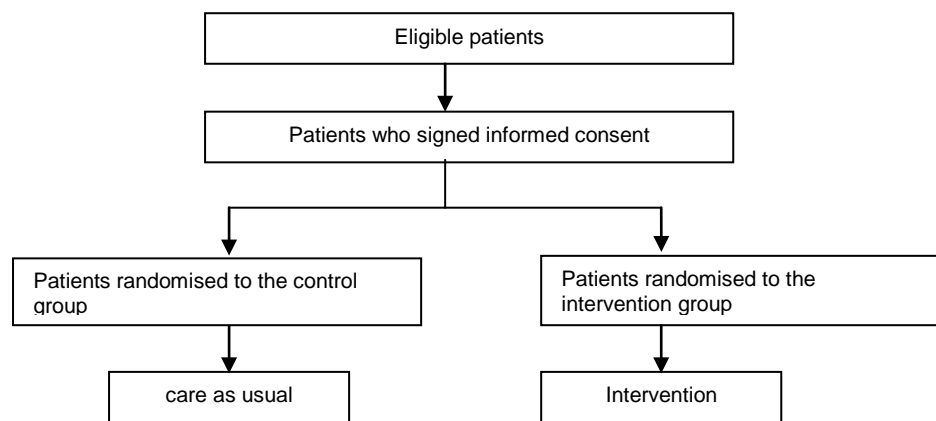 Eligible patients
Patients who signed informed consent
Patients randomised to the control
group
Patients randomised to the
intervention group
care as usual
Intervention